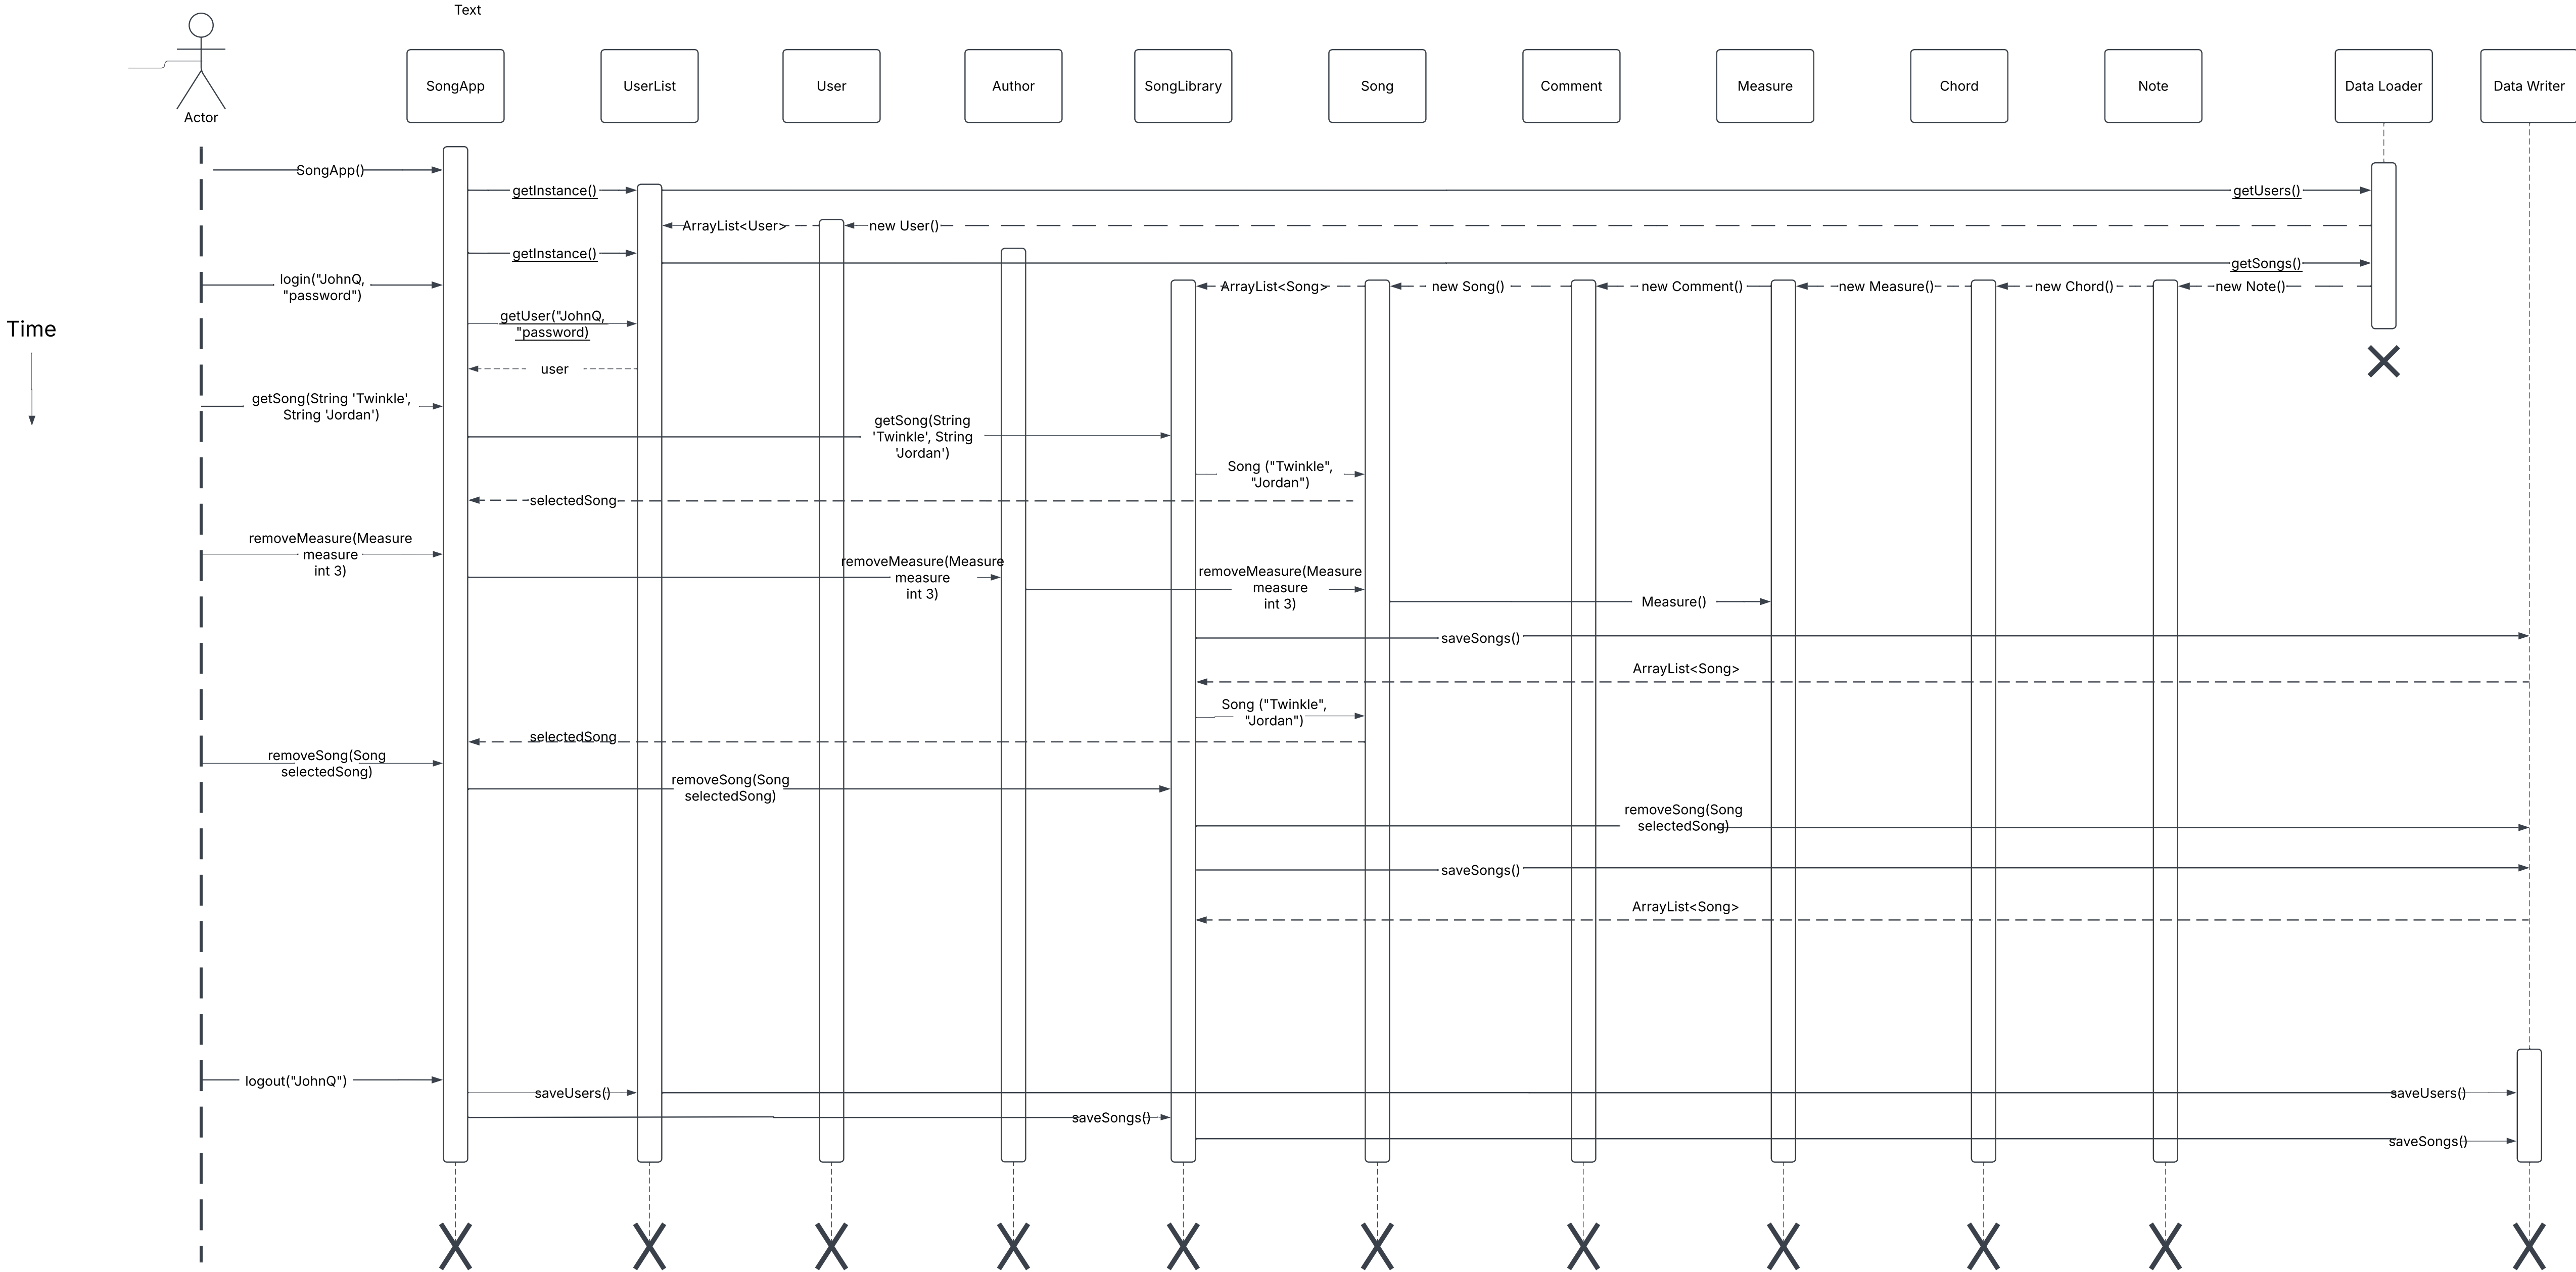 Text
Actor
SongApp
UserList
User
Author
SongLibrary
Song
Comment
Measure
Chord
Note
Data Loader
Data Writer
SongApp()
getInstance()
getUsers()
ArrayList<User>
new User()
getInstance()
getSongs()
login("JohnQ,
"password")
ArrayList<Song>
new Song()
new Comment()
new Measure()
new Chord()
new Note()
Time
getUser("JohnQ,
"password)
user
getSong(String 'Twinkle',
String 'Jordan')
getSong(String
'Twinkle', String
'Jordan')
Song ("Twinkle",
"Jordan")
selectedSong
removeMeasure(Measure
measure
int 3)
removeMeasure(Measure
measure
int 3)
removeMeasure(Measure
measure
int 3)
Measure()
saveSongs()
ArrayList<Song>
Song ("Twinkle",
"Jordan")
selectedSong
removeSong(Song
selectedSong)
removeSong(Song
selectedSong)
removeSong(Song
selectedSong)
saveSongs()
ArrayList<Song>
logout("JohnQ")
saveUsers()
saveUsers()
saveSongs()
saveSongs()